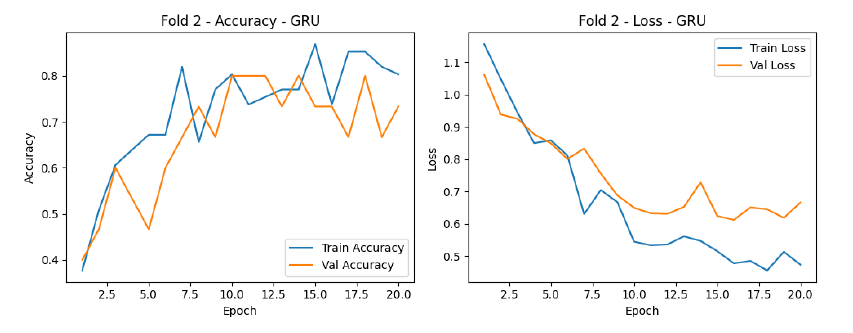 Fold 2 - Accuracy - GRU
Accuracy
0.8
0.7
0.6
0.5
0.4
Train Accuracy
Val Accuracy
2.5 5.0 7.5 10.0 12.5 15.0 17.5 20.0
Epoch
Fold 2 - Loss - GRU
Loss
1.1
1.0
0.9
0.8
0.7
0.6
0.5
Train Loss
Val Loss
2.5 5.0 7.5 10.0 12.5 15.0 17.5 20.0
Epoch